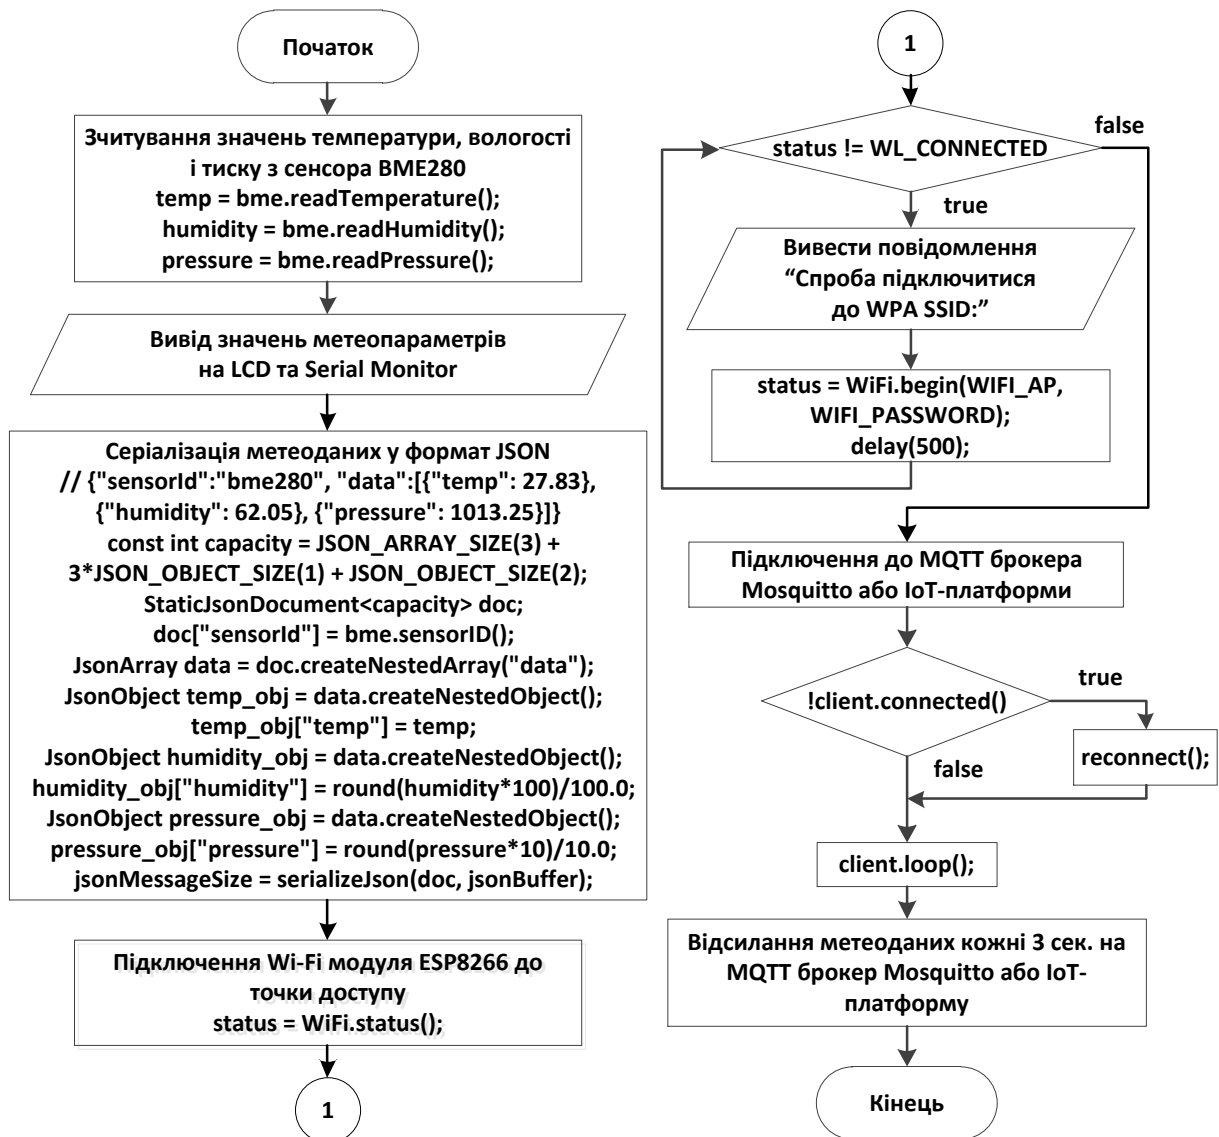 Початок
Зчитування значень температури, вологості
і тиску з сенсора BME280
temp = bme.readTemperature();
humidity = bme.readHumidity();
pressure = bme.readPressure();
Вивід значень метеопараметрів
на LCD та Serial Monitor
Серіалізація метеоданих у формат JSON
// {"sensorId":"bme280", "data":[{"temp": 27.83},
{"humidity": 62.05}, {"pressure": 1013.25}]}
const int capacity = JSON_ARRAY_SIZE(3) +
3*JSON_OBJECT_SIZE(1) + JSON_OBJECT_SIZE(2);
StaticJsonDocument<capacity> doc;
doc["sensorId"] = bme.sensorID();
JsonArray data = doc.createNestedArray("data");
JsonObject temp_obj = data.createNestedObject();
temp_obj["temp"] = temp;
JsonObject humidity_obj = data.createNestedObject();
humidity_obj["humidity"] = round(humidity*100)/100.0;
JsonObject pressure_obj = data.createNestedObject();
pressure_obj["pressure"] = round(pressure*10)/10.0;
jsonMessageSize = serializeJson(doc, jsonBuffer);
Підключення Wi-Fi модуля ESP8266 до
точки доступу
status = WiFi.status();
1
1
status != WL_CONNECTED
false
true
Вивести повідомлення
“Спроба підключитися
до WPA SSID:”
status = WiFi.begin(WIFI_AP,
WIFI_PASSWORD);
delay(500);
Підключення до MQTT брокера
Mosquitto або IoT-платформи
!client.connected()
true
reconnect();
false
client.loop();
Відсилання метеоданих кожні 3 сек. на
MQTT брокер Mosquitto або IoT-
платформу
Кінець